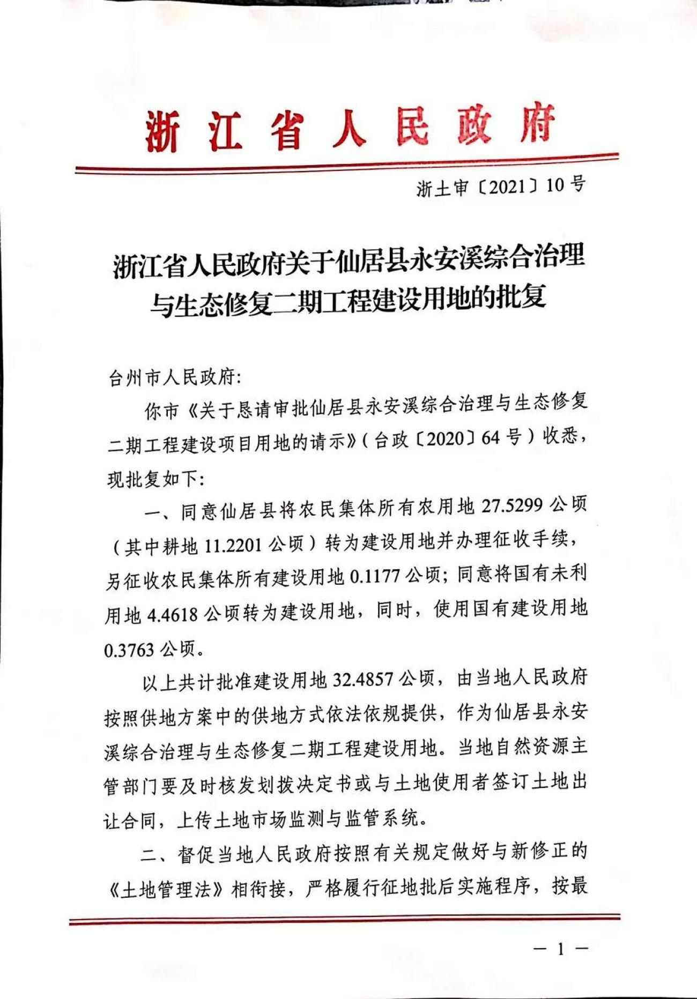 浙江省人民政府
浙土审〔2021〕10号
浙江省人民政府关于仙居县永安溪综合治理
与生态修复二期工程建设用地的批复
台州市人民政府：
你市《关于恳请审批仙居县永安溪综合治理与生态修复
二期工程建设项目用地的请示》（台政〔2020〕64号）收悉，
现批复如下：
一、同意仙居县将农民集体所有农用地27.5299公顷
（其中耕地11.2201公顷）转为建设用地并办理征收手续，
另征收农民集体所有建设用地0.1177公顷；同意将国有未利
用地4.4618公顷转为建设用地，同时，使用国有建设用地
0.3763公顷。
以上共计批准建设用地32.4857公顷，由当地人民政府
按照供地方案中的供地方式依法依规提供，作为仙居县永安
溪综合治理与生态修复二期工程建设用地。当地自然资源主
管部门要及时核发划拨决定书或与土地使用者签订土地出
让合同，上传土地市场监测与监管系统。
二、督促当地人民政府按照有关规定做好与新修正的
《土地管理法》相衔接，严格履行征地批后实施程序，按最
— 1 —